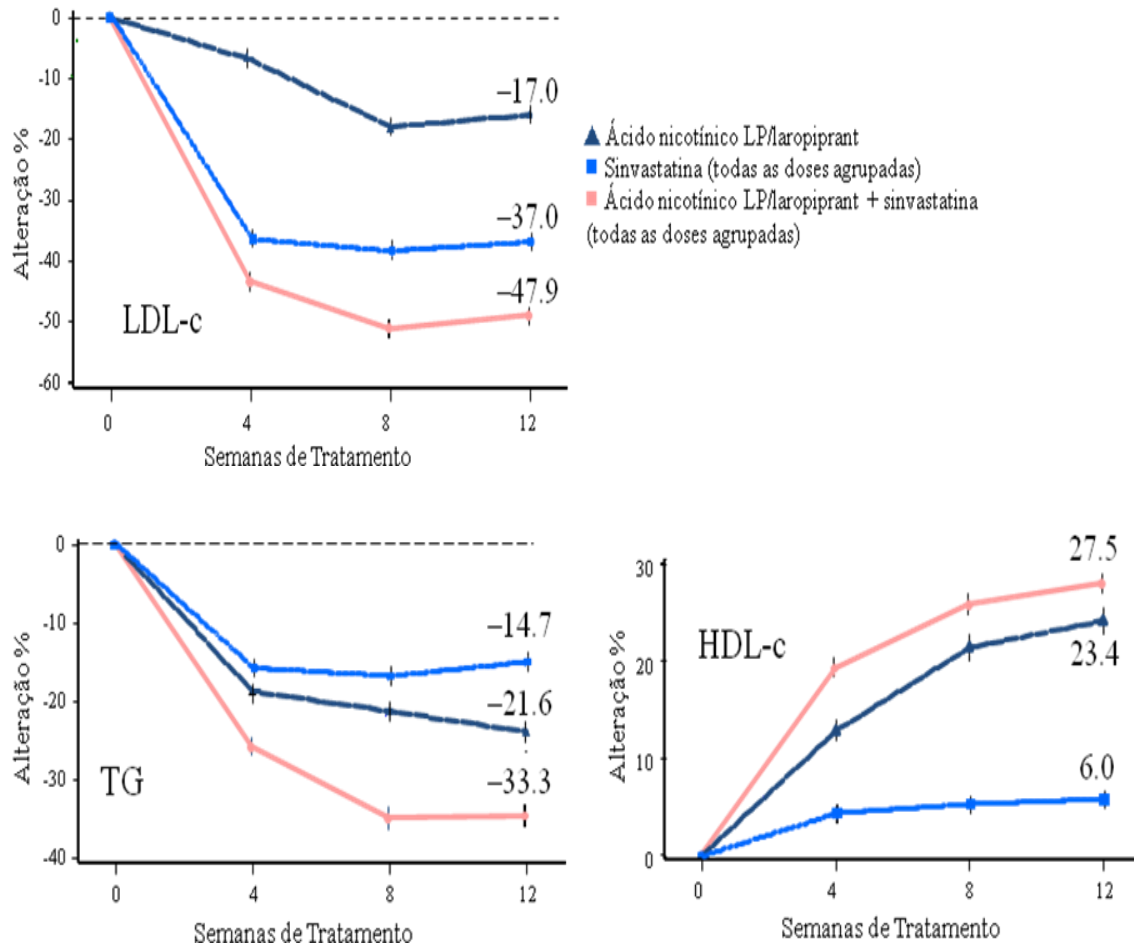 0
-10
-20
-30
-40
-50
-60
Alteração %
–17.0
–37.0
–47.9
LDL-c
0
4
8
12
Semanas de Tratamento
Ácido nicotínico LP/laropiprant
Sinvastatina (todas as doses agrupadas)
Ácido nicotínico LP/laropiprant + sinvastatina
(todas as doses agrupadas)
0
-10
-20
-30
-40
Alteração %
–14.7
–21.6
–33.3
TG
0
4
8
12
Semanas de Tratamento
30
20
10
0
Alteração %
27.5
23.4
6.0
HDL-c
0
4
8
12
Semanas de Tratamento